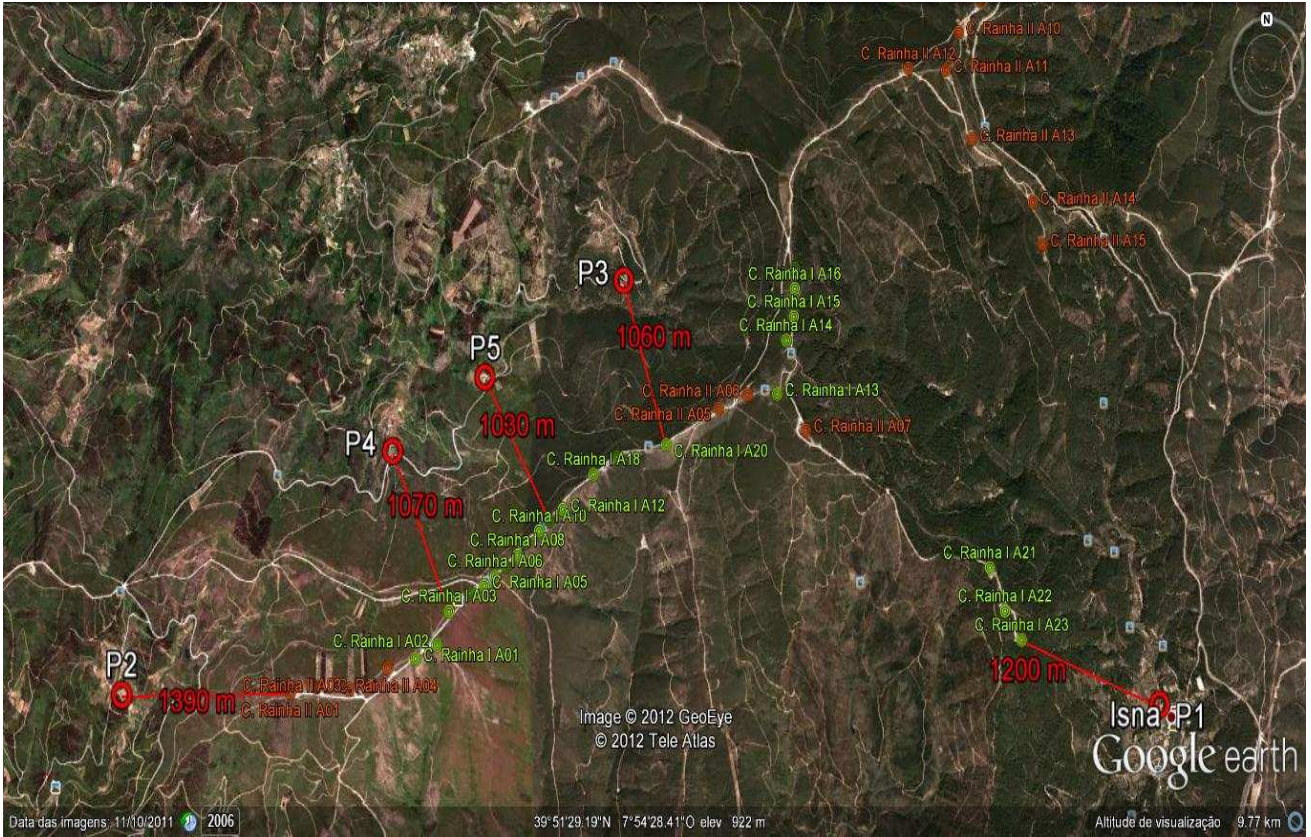 N
C. Rainha II A10
C. Rainha II A12
C. Rainha II A11
C. Rainha II A13
C. Rainha II A14
C. Rainha II A15
P3
C. Rainha I A16
C. Rainha I A15
C. Rainha I A14
1060 m
P5
C. Rainha II A06
C. Rainha I A13
C. Rainha II A05
1030 m
C. Rainha II A07
P4
C. Rainha I A20
C. Rainha I A18
1070 m
C. Rainha I A12
C. Rainha I A10
C. Rainha I A08
C. Rainha I A06
C. Rainha I A21
C. Rainha I A05
C. Rainha I A03
C. Rainha I A22
C. Rainha I A23
C. Rainha I A02
C. Rainha I A01
P2
1200 m
1390 m
C. Rainha II A03
C. Rainha II A04
C. Rainha II A01
Isna P1
Image © 2012 GeoEye
© 2012 Tele Atlas
Google earth
Data das imagens: 11/10/2011 2006
39°51'29.19"N 7°54'28.41"O elev 922 m
Altitude de visualização 9.77 km